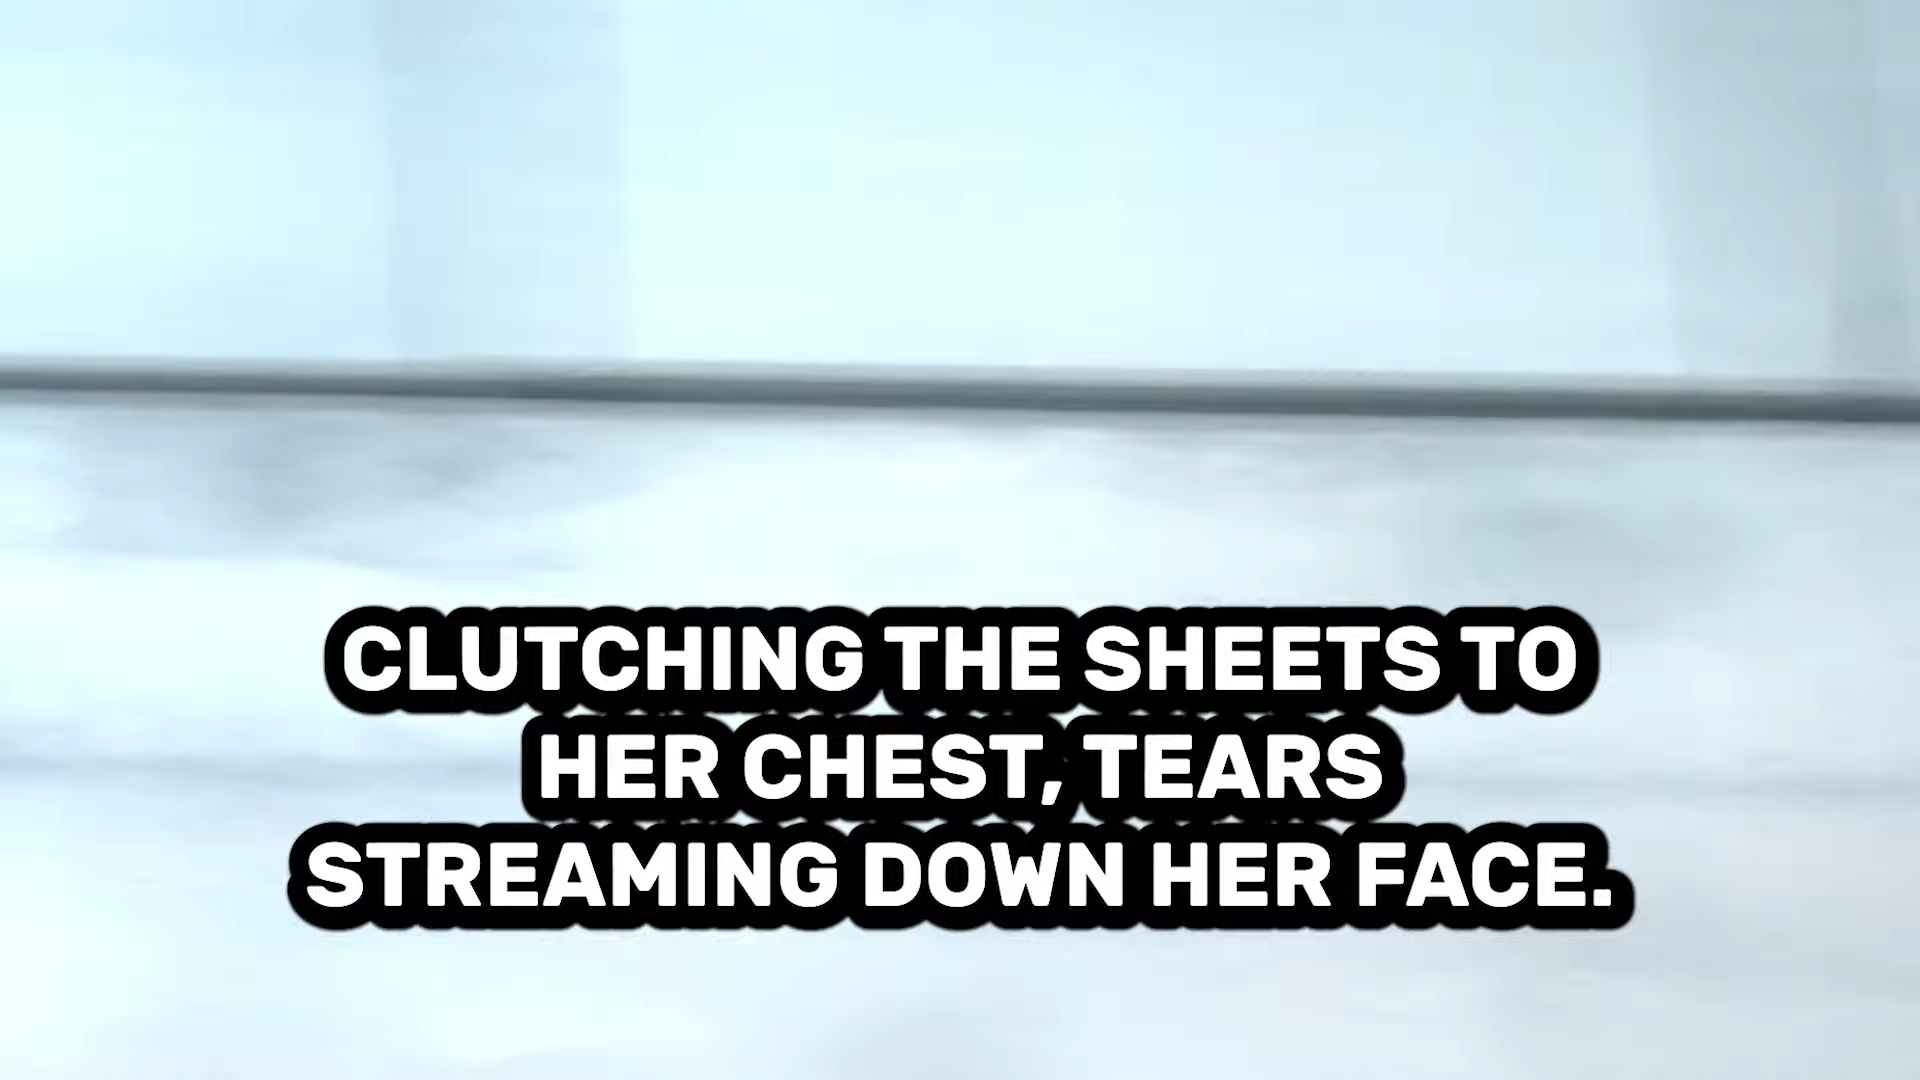 CLUTCHING THE SHEETS TO
HER CHEST, TEARS
STREAMING DOWN HER FACE.